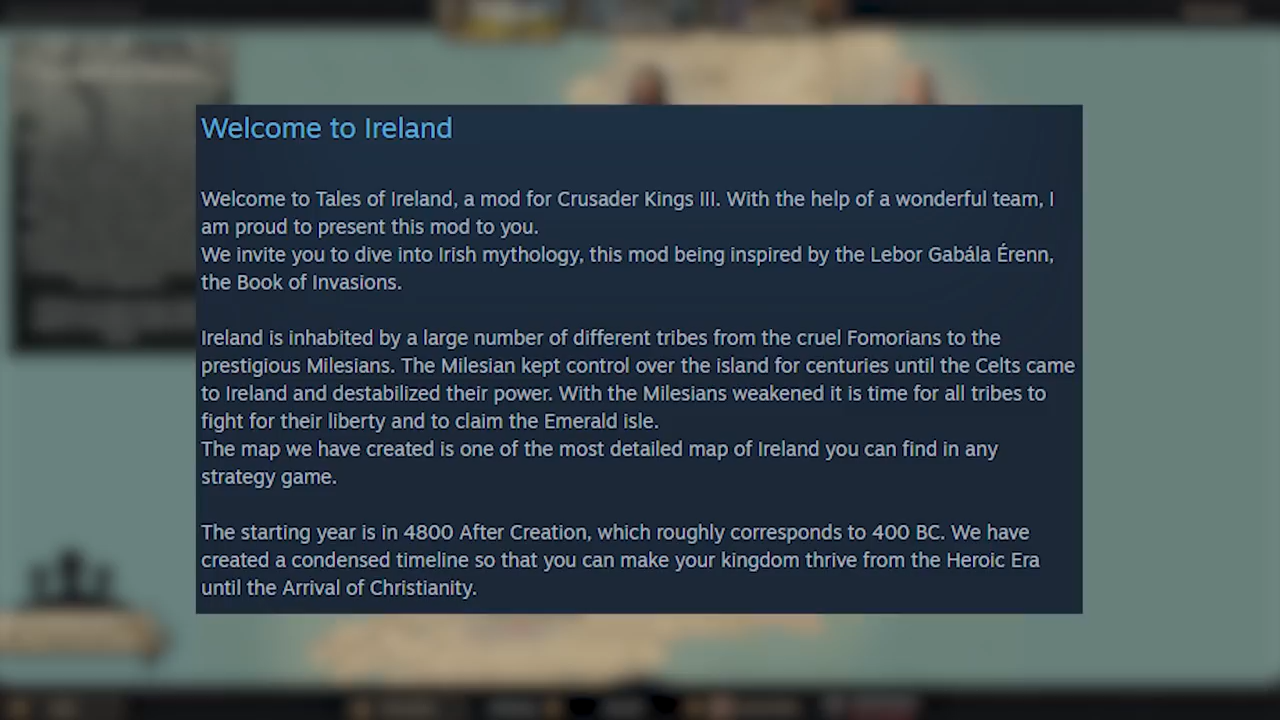 Welcome to Ireland
Welcome to Tales of Ireland, a mod for Crusader Kings III. With the help of a wonderful team, I
am proud to present this mod to you.
We invite you to dive into Irish mythology, this mod being inspired by the Lebor Gabála Érenn,
the Book of Invasions.
Ireland is inhabited by a large number of different tribes from the cruel Fomorians to the
prestigious Milesians. The Milesian kept control over the island for centuries until the Celts came
to Ireland and destabilized their power. With the Milesians weakened it is time for all tribes to
fight for their liberty and to claim the Emerald isle.
The map we have created is one of the most detailed map of Ireland you can find in any
strategy game.
The starting year is in 4800 After Creation, which roughly corresponds to 400 BC. We have
created a condensed timeline so that you can make your kingdom thrive from the Heroic Era
until the Arrival of Christianity.